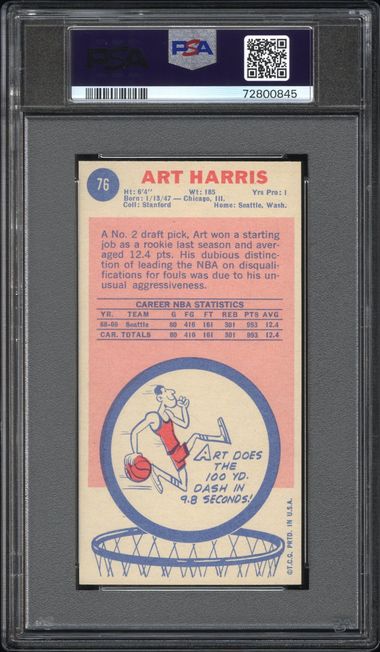 PSA
PSA
72800845
76
ART HARRIS
Ht: 6'4" Wt: 185 Yrs Pro: 1
Born: 1/13/47 — Chicago, Ill.
Coll: Stanford Home: Seattle, Wash.
A No. 2 draft pick, Art won a starting
job as a rookie last season and aver-
aged 12.4 pts. His dubious distinc-
tion of leading the NBA on disquali-
fications for fouls was due to his un-
usual aggressiveness.
CAREER NBA STATISTICS
YR. TEAM G FG FT REB PTS AVG
68-69 Seattle 80 416 161 301 993 12.4
CAR. TOTALS 80 416 161 301 993 12.4
ART DOES
THE
100 YD.
DASH IN
9.8 SECONDS!
©T.C.G. PRTD. IN U.S.A.